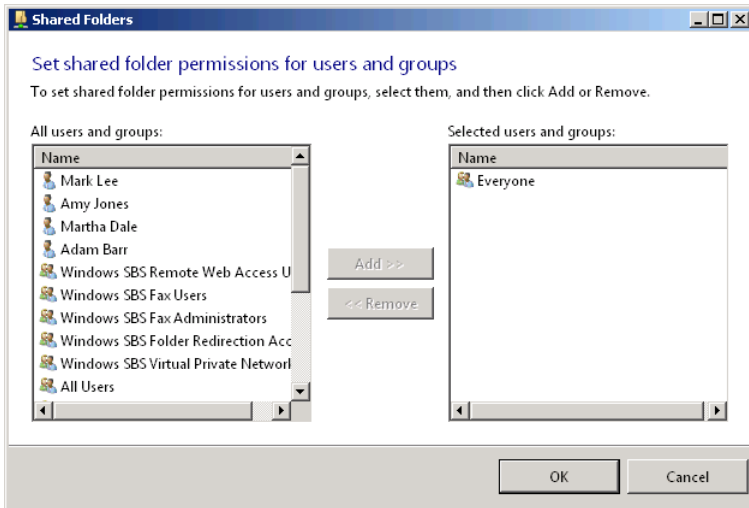 Shared Folders
Set shared folder permissions for users and groups
To set shared folder permissions for users and groups, select them, and then click Add or Remove.
All users and groups:
Name
Mark Lee
Amy Jones
Martha Dale
Adam Barr
Windows SBS Remote Web Access U
Windows SBS Fax Users
Windows SBS Fax Administrators
Windows SBS Folder Redirection Acc
Windows SBS Virtual Private Network
All Users
Add >>
<< Remove
Selected users and groups:
Name
Everyone
OK
Cancel